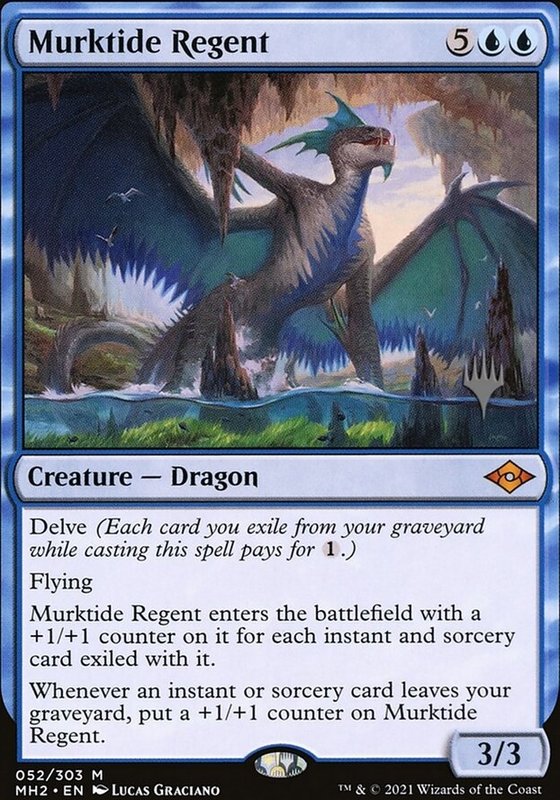 Murktide Regent 5
Creature — Dragon
Delve (Each card you exile from your graveyard
while casting this spell pays for 1.)
Flying
Murktide Regent enters the battlefield with a
+1/+1 counter on it for each instant and sorcery
card exiled with it.
Whenever an instant or sorcery card leaves your
graveyard, put a +1/+1 counter on Murktide
Regent.
3/3
052/303 M
MH2 • EN Lucas Graciano
™ & © 2021 Wizards of the Coast